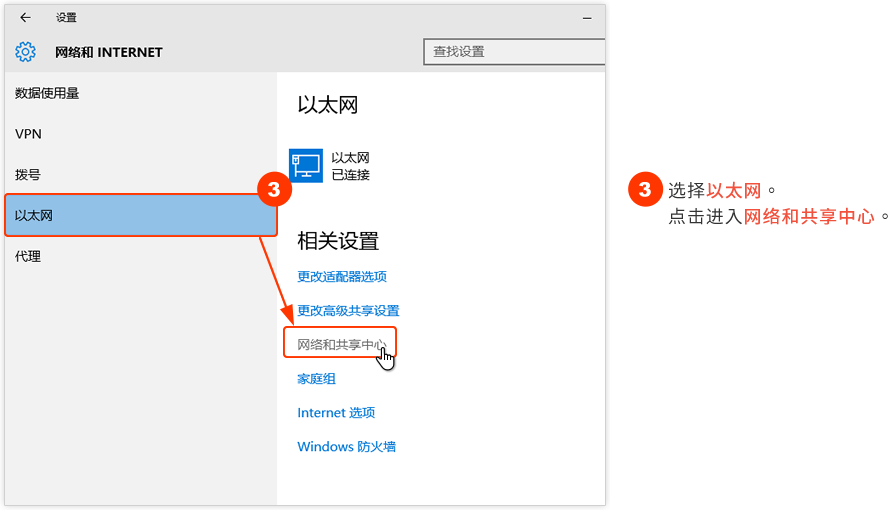 设置
网络和 INTERNET
查找设置
数据使用量
VPN
拨号
以太网
代理
以太网
以太网
已连接
相关设置
更改适配器选项
更改高级共享设置
网络和共享中心
家庭组
Internet 选项
Windows 防火墙
3
3 选择以太网。
点击进入网络和共享中心。